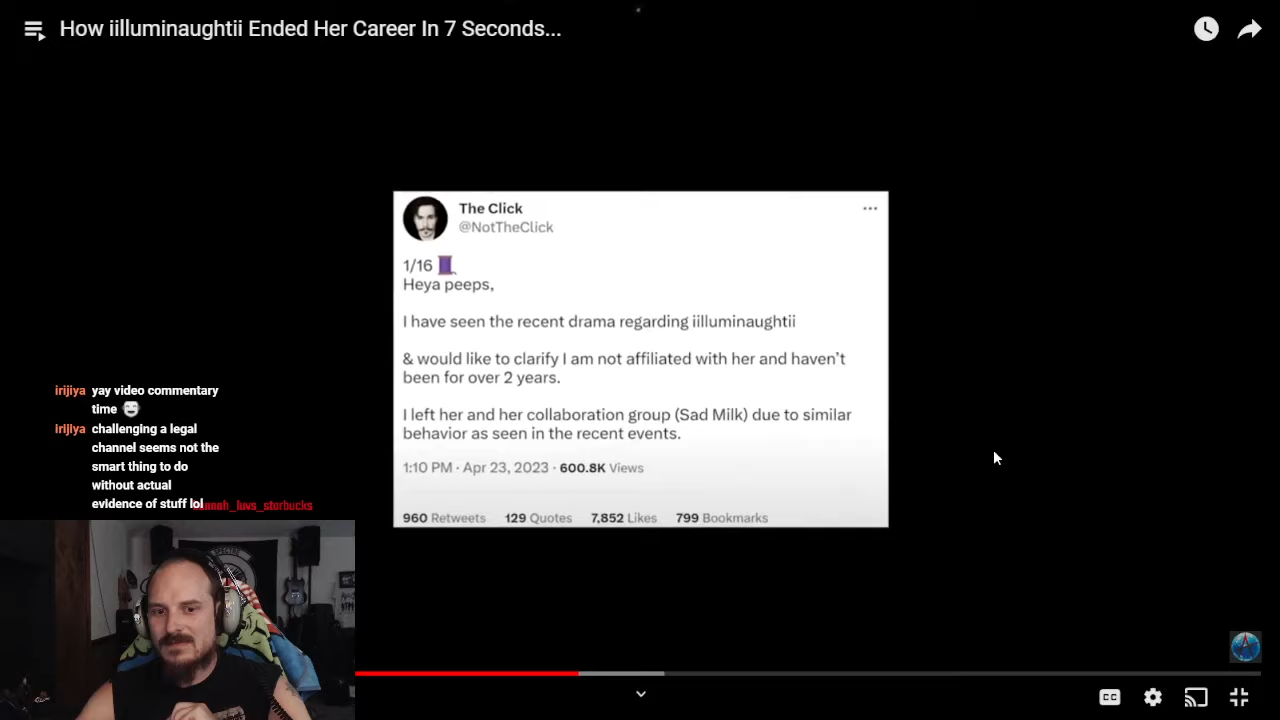 How iilluminaughtii Ended Her Career In 7 Seconds...
The Click
@NotTheClick
1/16
Heya peeps,
I have seen the recent drama regarding iilluminaughtii
& would like to clarify I am not affiliated with her and haven't
been for over 2 years.
I left her and her collaboration group (Sad Milk) due to similar
behavior as seen in the recent events.
1:10 PM · Apr 23, 2023 · 600.8K Views
960 Retweets 129 Quotes 7,852 Likes 799 Bookmarks
irijiya yay video commentary
time
irijiya challenging a legal
channel seems not the
smart thing to do
without actual
evidence of stuff lol
SPECTRE
CC